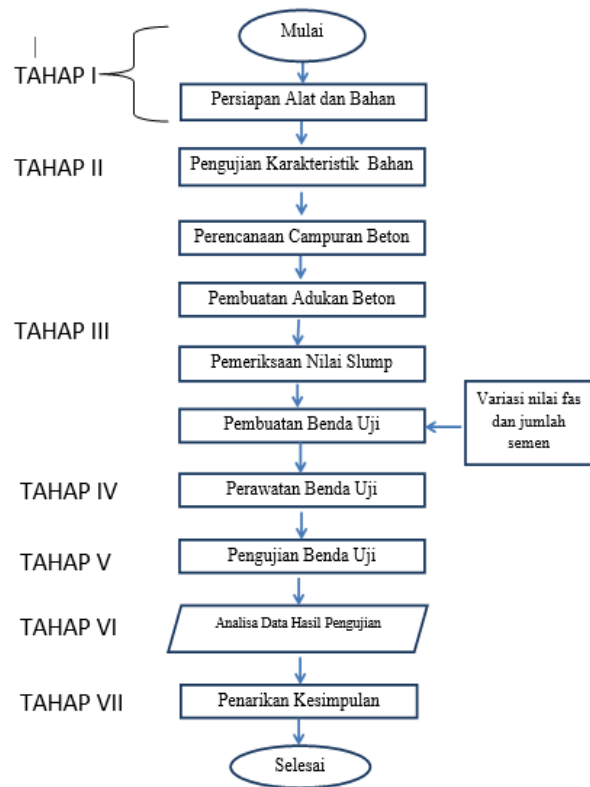 Mulai
TAHAP I
Persiapan Alat dan Bahan
TAHAP II
Pengujian Karakteristik Bahan
Perencanaan Campuran Beton
Pembuatan Adukan Beton
TAHAP III
Pemeriksaan Nilai Slump
Pembuatan Benda Uji
Variasi nilai fas
dan jumlah
semen
TAHAP IV
Perawatan Benda Uji
TAHAP V
Pengujian Benda Uji
TAHAP VI
Analisa Data Hasil Pengujian
TAHAP VII
Penarikan Kesimpulan
Selesai